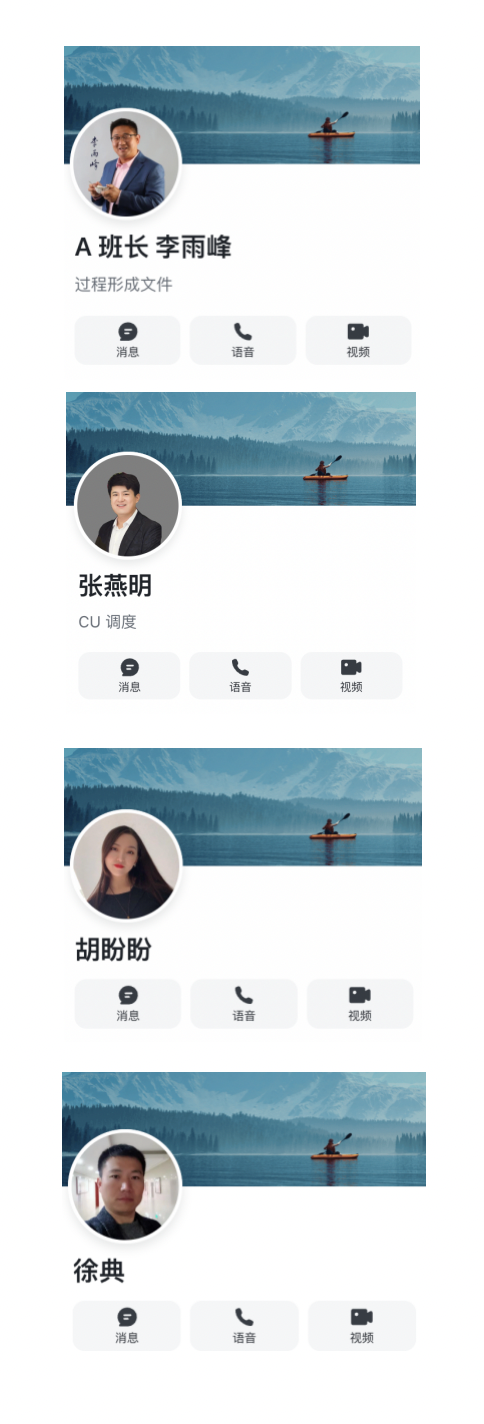 李雨峰
A 班长 李雨峰
过程形成文件
消息 语音 视频
张燕明
CU 调度
消息 语音 视频
胡盼盼
消息 语音 视频
徐典
消息 语音 视频